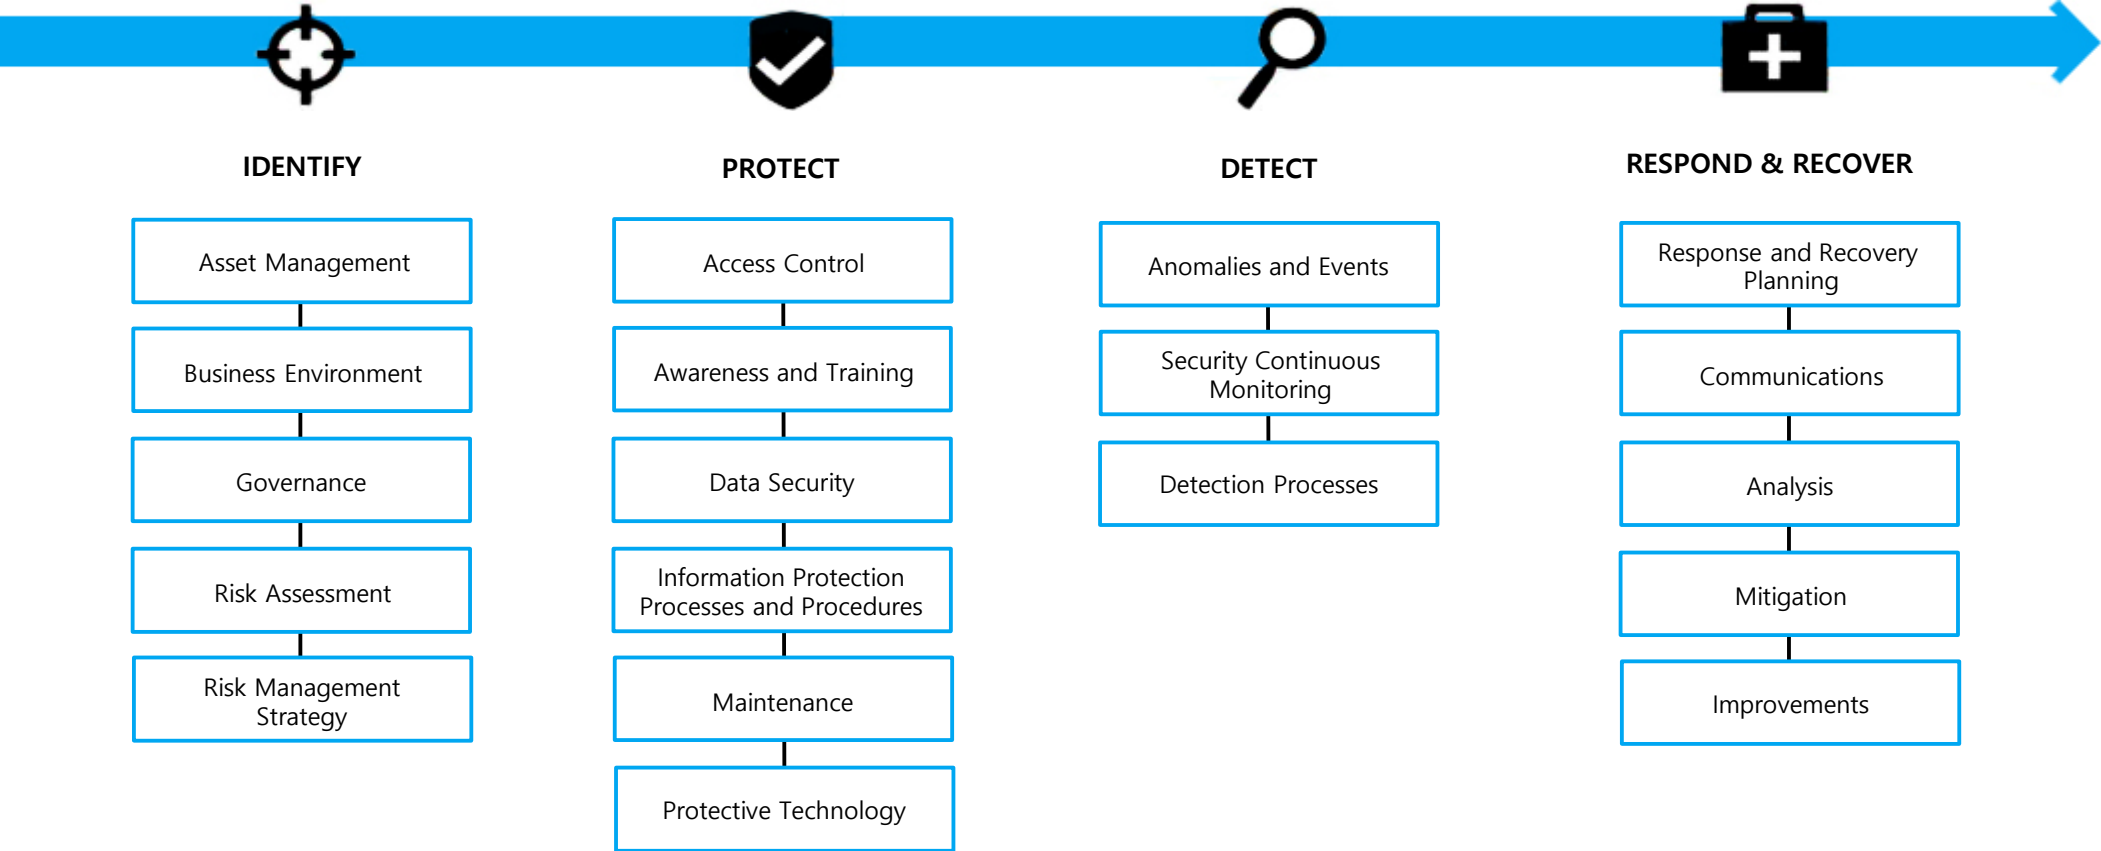 IDENTIFY
Asset Management
Business Environment
Governance
Risk Assessment
Risk Management
Strategy
PROTECT
Access Control
Awareness and Training
Data Security
Information Protection
Processes and Procedures
Maintenance
Protective Technology
DETECT
Anomalies and Events
Security Continuous
Monitoring
Detection Processes
RESPOND & RECOVER
Response and Recovery
Planning
Communications
Analysis
Mitigation
Improvements